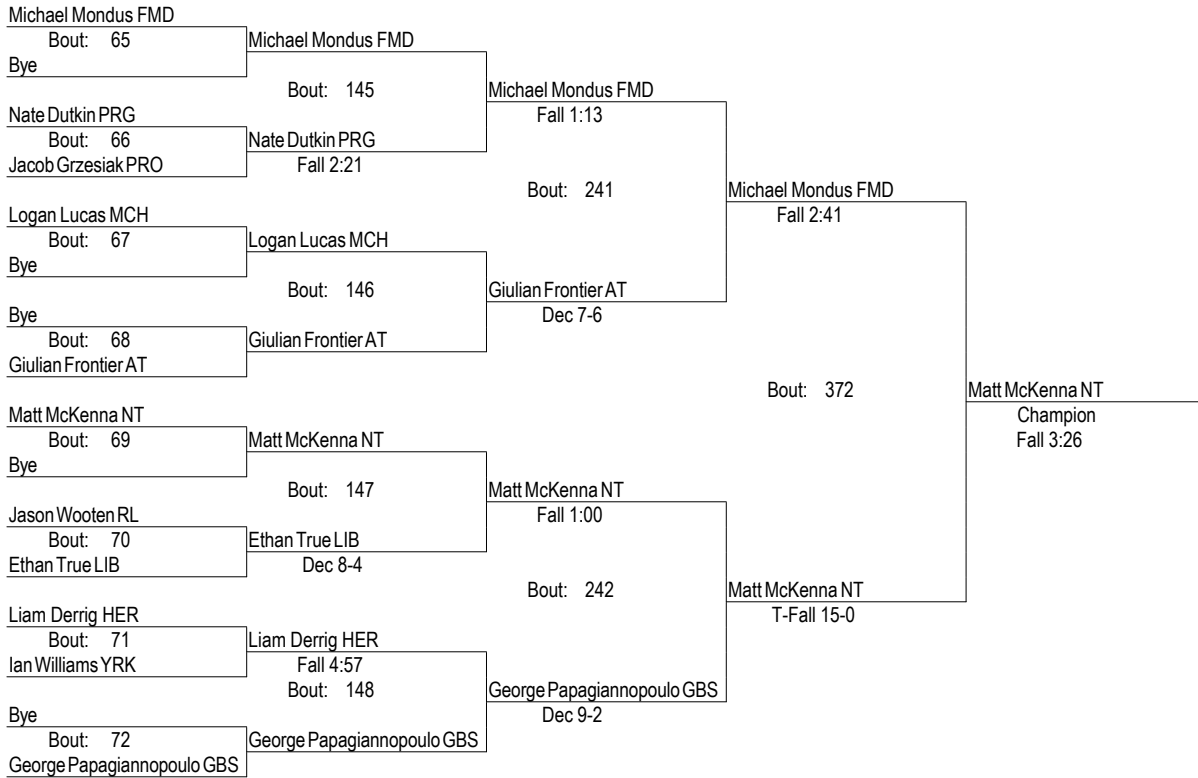 Michael Mondus FMD
Bout: 65
Bye
Nate Dutkin PRG
Bout: 66
Jacob Grzesiak PRO
Logan Lucas MCH
Bout: 67
Bye
Bye
Bout: 68
Giulian Frontier AT
Matt McKenna NT
Bout: 69
Bye
Jason Wooten RL
Bout: 70
Ethan True LIB
Liam Derrig HER
Bout: 71
Ian Williams YRK
Bye
Bout: 72
George Papagiannopoulo GBS
Michael Mondus FMD
Bout: 145
Nate Dutkin PRG
Fall 2:21
Logan Lucas MCH
Bout: 146
Giulian Frontier AT
Matt McKenna NT
Bout: 147
Ethan True LIB
Dec 8-4
Liam Derrig HER
Fall 4:57
Bout: 148
George Papagiannopoulo GBS
Michael Mondus FMD
Fall 1:13
Bout: 241
Giulian Frontier AT
Dec 7-6
Matt McKenna NT
Fall 1:00
Bout: 242
George Papagiannopoulo GBS
Dec 9-2
Michael Mondus FMD
Fall 2:41
Bout: 372
Matt McKenna NT
T-Fall 15-0
Matt McKenna NT
Champion
Fall 3:26